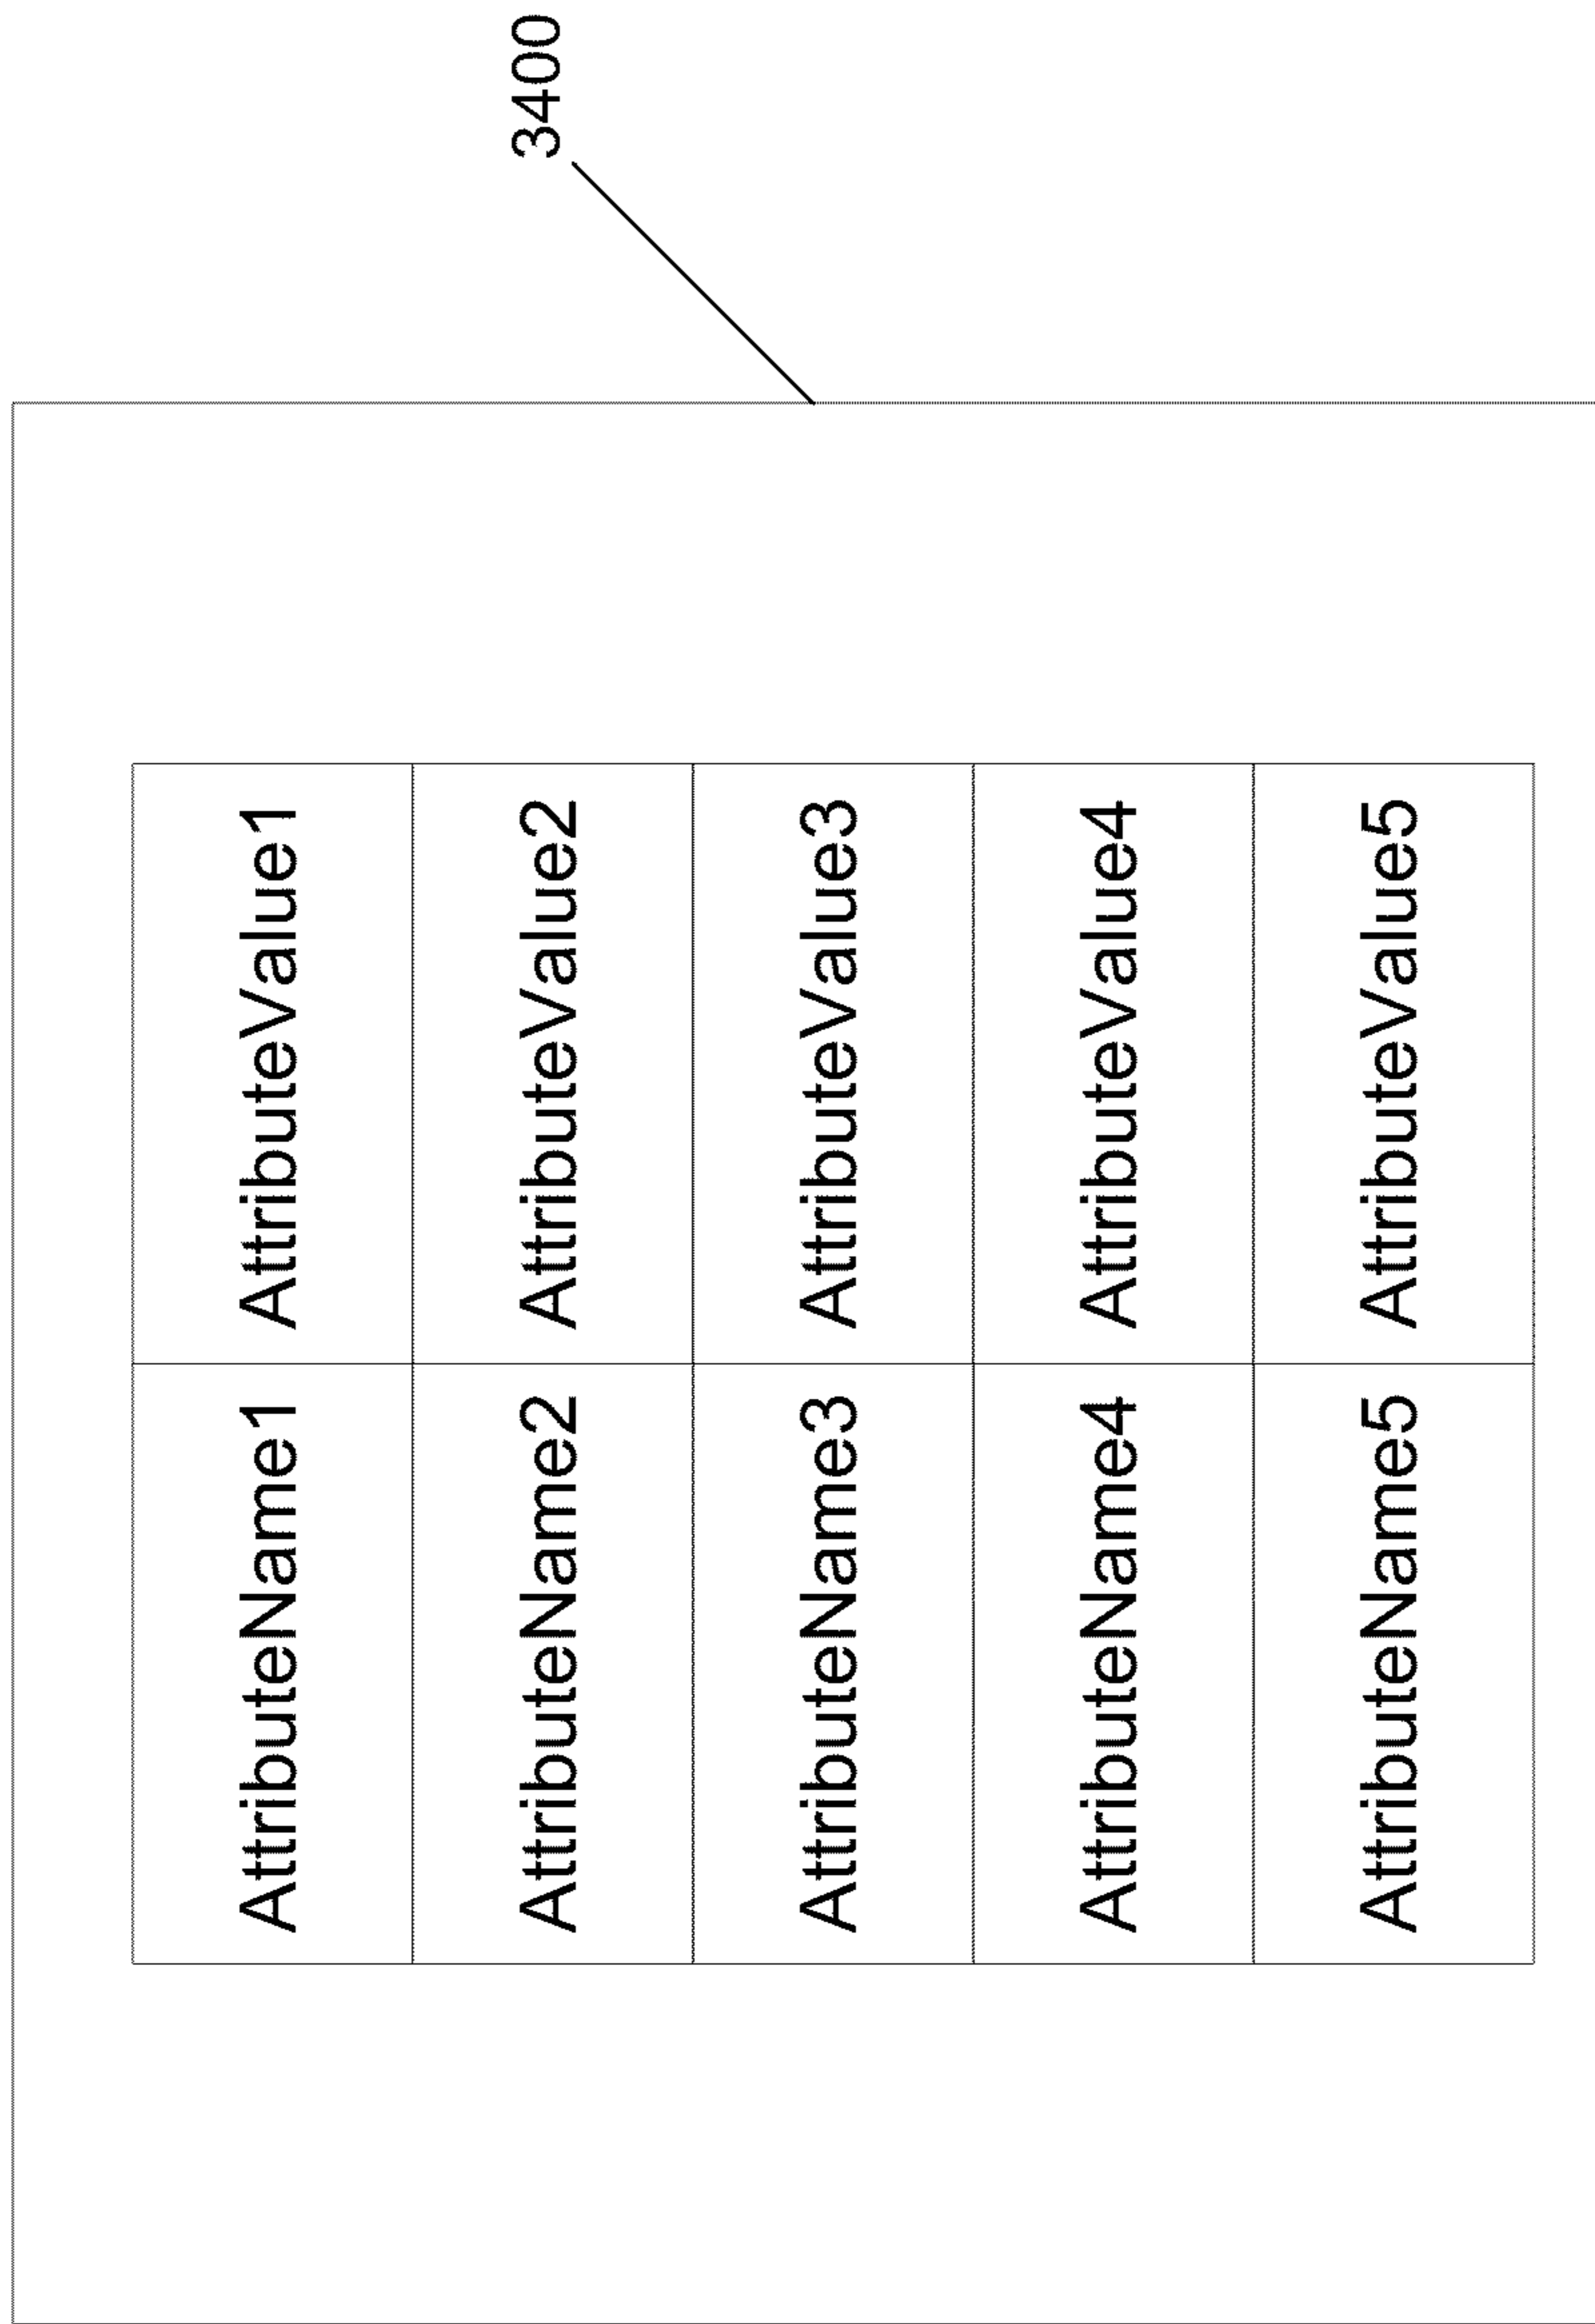 3400
AttributeName1 AttributeValue1
AttributeName2 AttributeValue2
AttributeName3 AttributeValue3
AttributeName4 AttributeValue4
AttributeName5 AttributeValue5